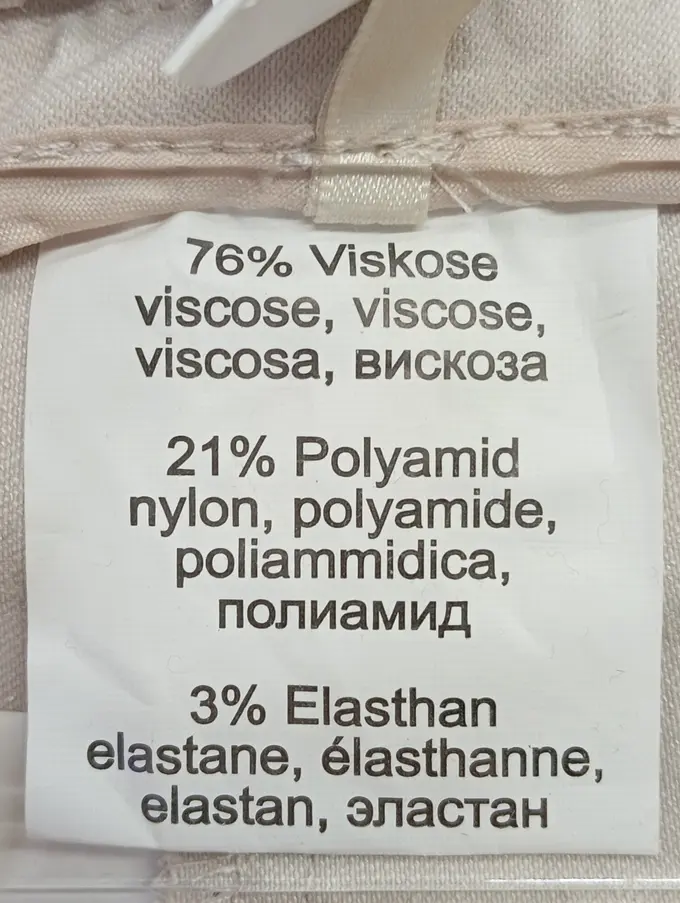 76% Viskose
viscose, viscose,
viscosa, вискоза
21% Polyamid
nylon, polyamide,
poliammidica,
полиамид
3% Elasthan
elastane, élasthanne,
elastan, эластан